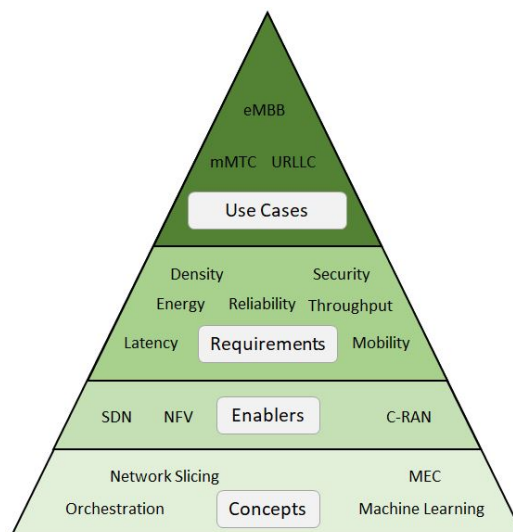 eMBB
mMTC URLLC
Use Cases
Density Security
Energy Reliability Throughput
Latency Requirements Mobility
SDN NFV Enablers C-RAN
Network Slicing MEC
Orchestration Concepts Machine Learning